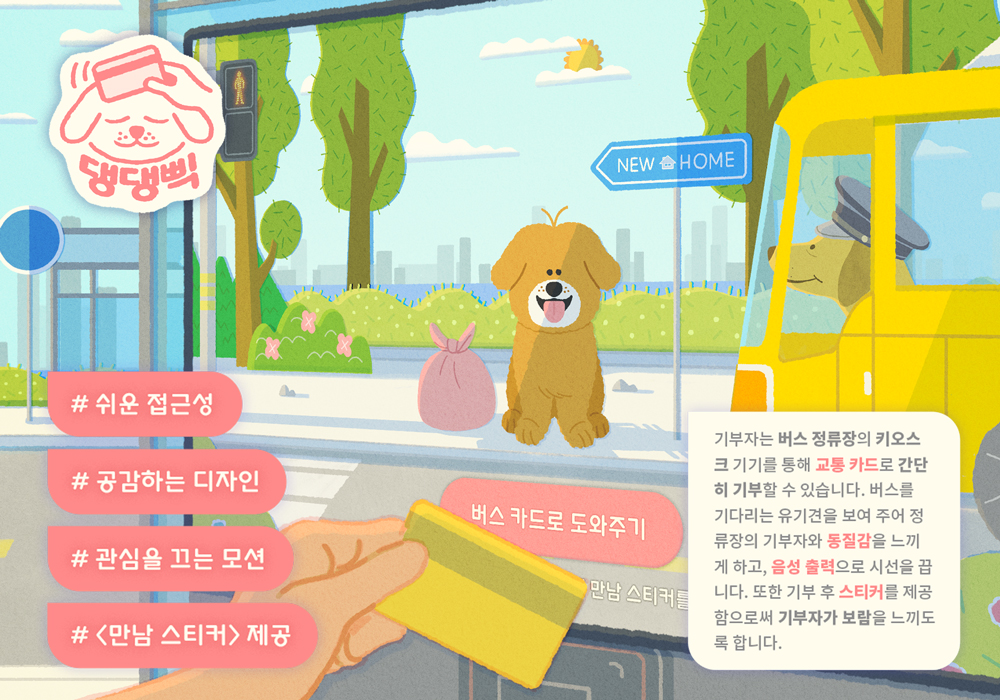 댕댕삑
NEW HOME
# 쉬운 접근성
# 공감하는 디자인
# 관심을 끄는 모션
# <만남 스티커> 제공
버스 카드로 도와주기
만남 스티커를
기부자는 버스 정류장의 키오스
크 기기를 통해 교통 카드로 간단
히 기부할 수 있습니다. 버스를
기다리는 유기견을 보여 주어 정
류장의 기부자와 동질감을 느끼
게 하고, 음성 출력으로 시선을 끕
니다. 또한 기부 후 스티커를 제공
함으로써 기부자가 보람을 느끼도
록 합니다.